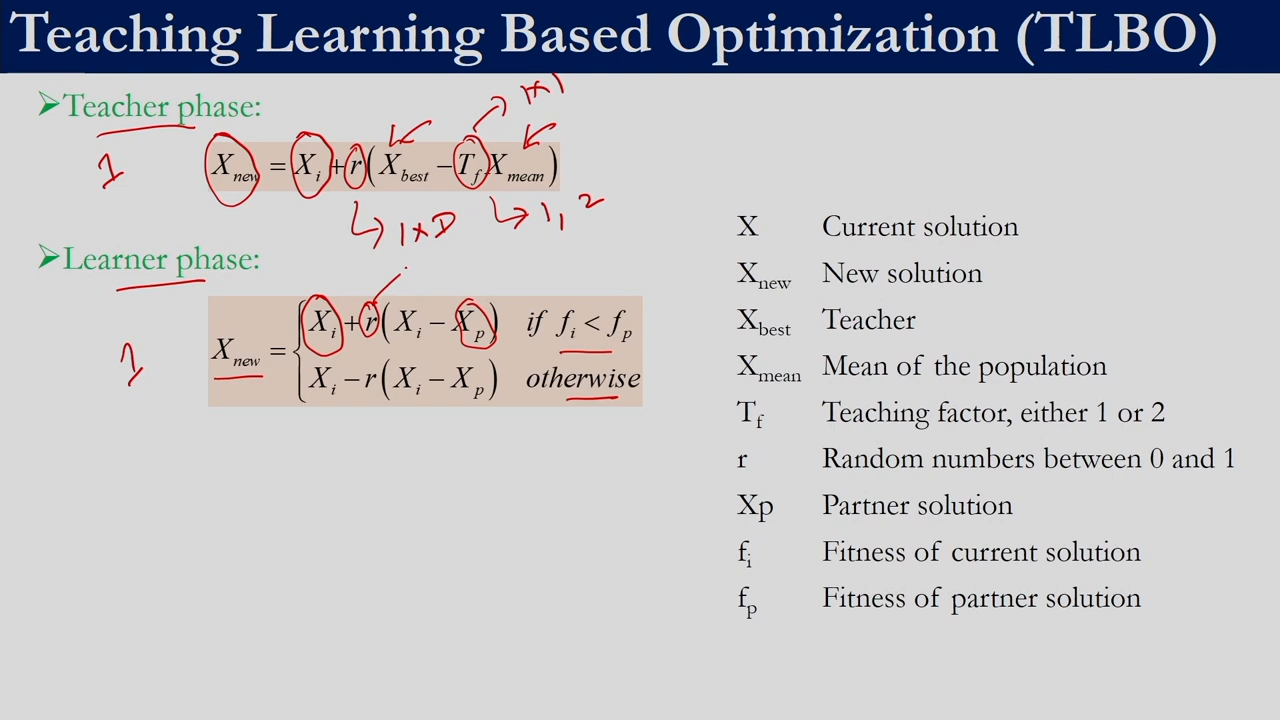 Teaching Learning Based Optimization (TLBO)
➢Teacher phase:
1×1
1
X_new = X_i + r(X_best − T_f X_mean)
1×D
1, 2
➢Learner phase:
1
X_new = { X_i + r(X_i − X_p) if f_i < f_p
X_i − r(X_i − X_p) otherwise
X Current solution
X_new New solution
X_best Teacher
X_mean Mean of the population
T_f Teaching factor, either 1 or 2
r Random numbers between 0 and 1
Xp Partner solution
f_i Fitness of current solution
f_p Fitness of partner solution